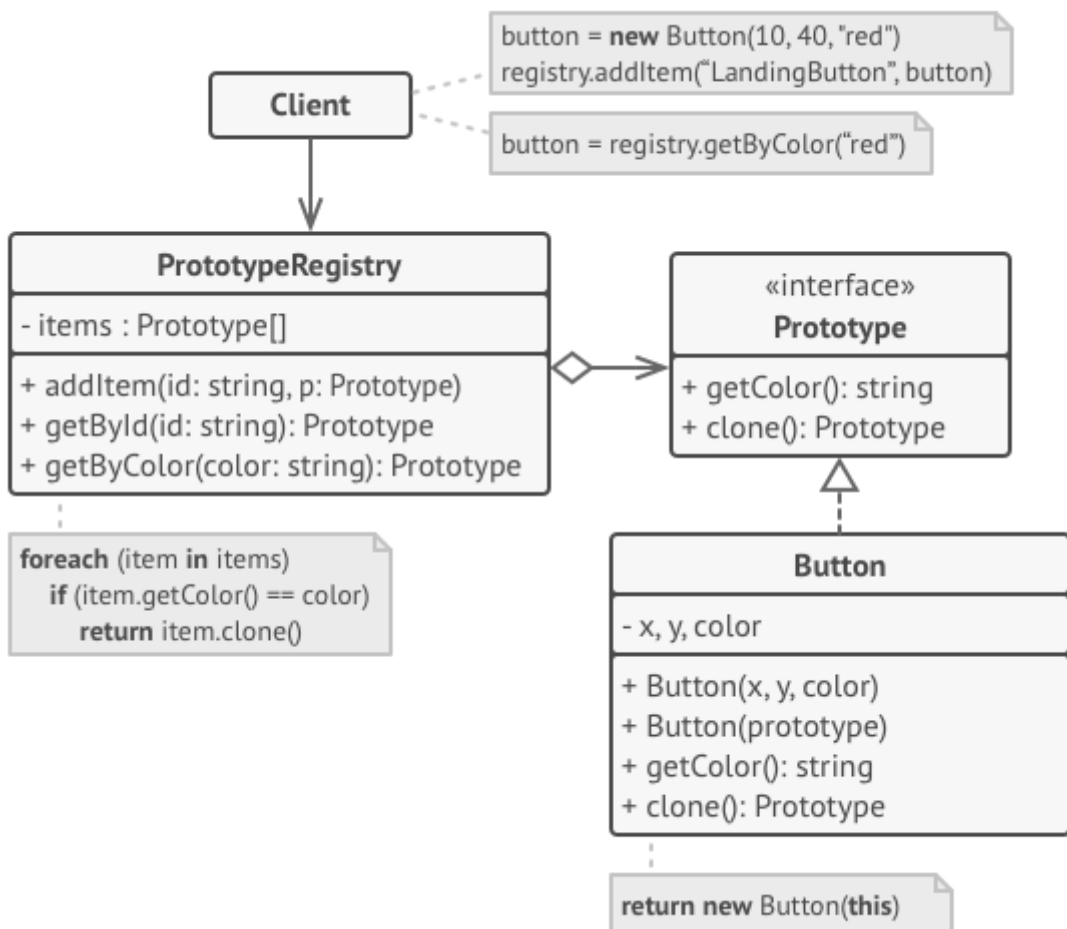 button = new Button(10, 40, "red")
registry.addItem(“LandingButton”, button)
Client
button = registry.getByColor(“red”)
PrototypeRegistry
- items : Prototype[]
+ addItem(id: string, p: Prototype)
+ getById(id: string): Prototype
+ getByColor(color: string): Prototype
«interface»
Prototype
+ getColor(): string
+ clone(): Prototype
foreach (item in items)
if (item.getColor() == color)
return item.clone()
Button
- x, y, color
+ Button(x, y, color)
+ Button(prototype)
+ getColor(): string
+ clone(): Prototype
return new Button(this)